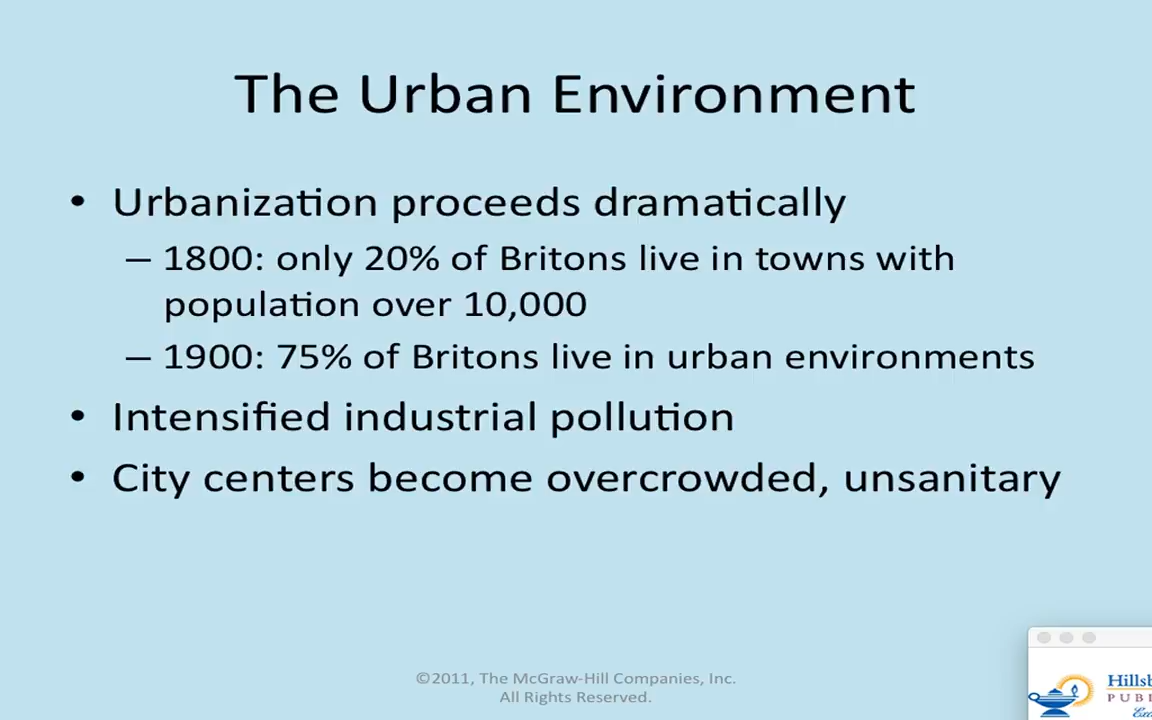 The Urban Environment
• Urbanization proceeds dramatically
– 1800: only 20% of Britons live in towns with
population over 10,000
– 1900: 75% of Britons live in urban environments
• Intensified industrial pollution
• City centers become overcrowded, unsanitary
©2011, The McGraw-Hill Companies, Inc.
All Rights Reserved.